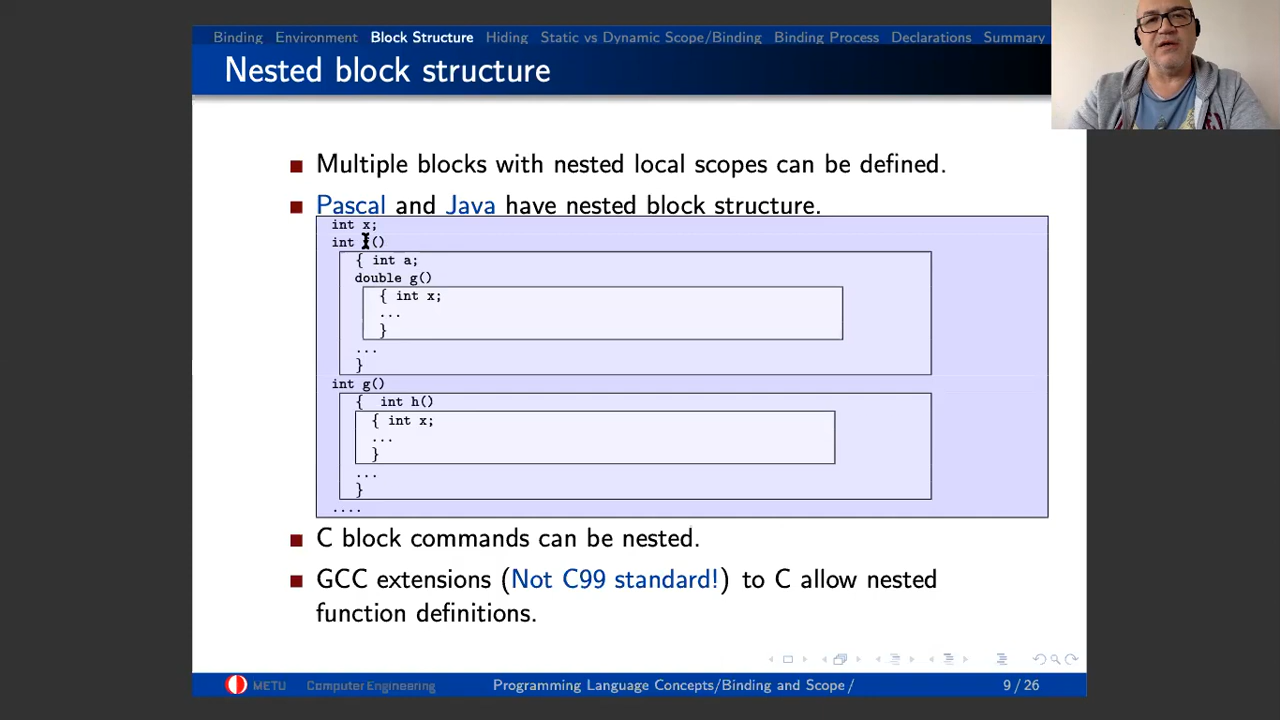 Binding Environment Block Structure Hiding Static vs Dynamic Scope/Binding Binding Process Declarations Summary
Nested block structure
Multiple blocks with nested local scopes can be defined.
Pascal and Java have nested block structure.
int x;
int ()
{ int a;
double g()
{ int x;
...
}
...
}
int g()
{ int h()
{ int x;
...
}
...
}
....
C block commands can be nested.
GCC extensions (Not C99 standard!) to C allow nested
function definitions.
METU Computer Engineering Programming Language Concepts/Binding and Scope / 9 / 26